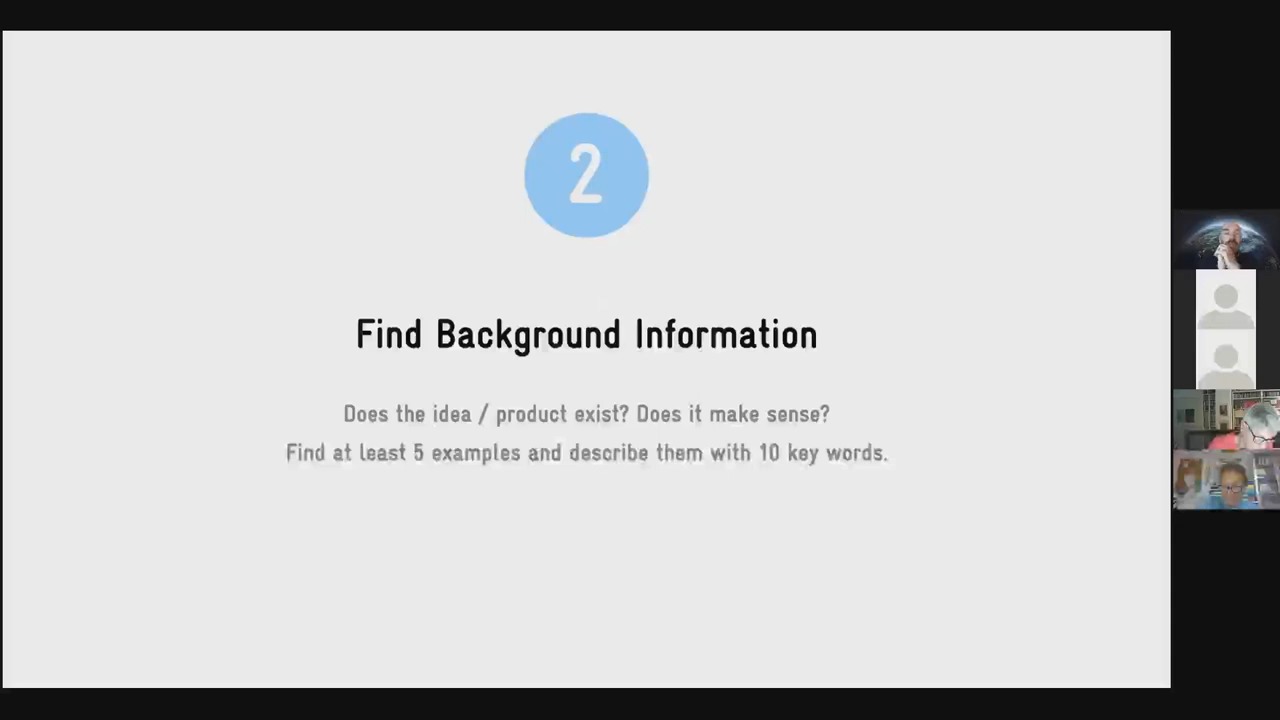 2
Find Background Information
Does the idea / product exist? Does it make sense?
Find at least 5 examples and describe them with 10 key words.